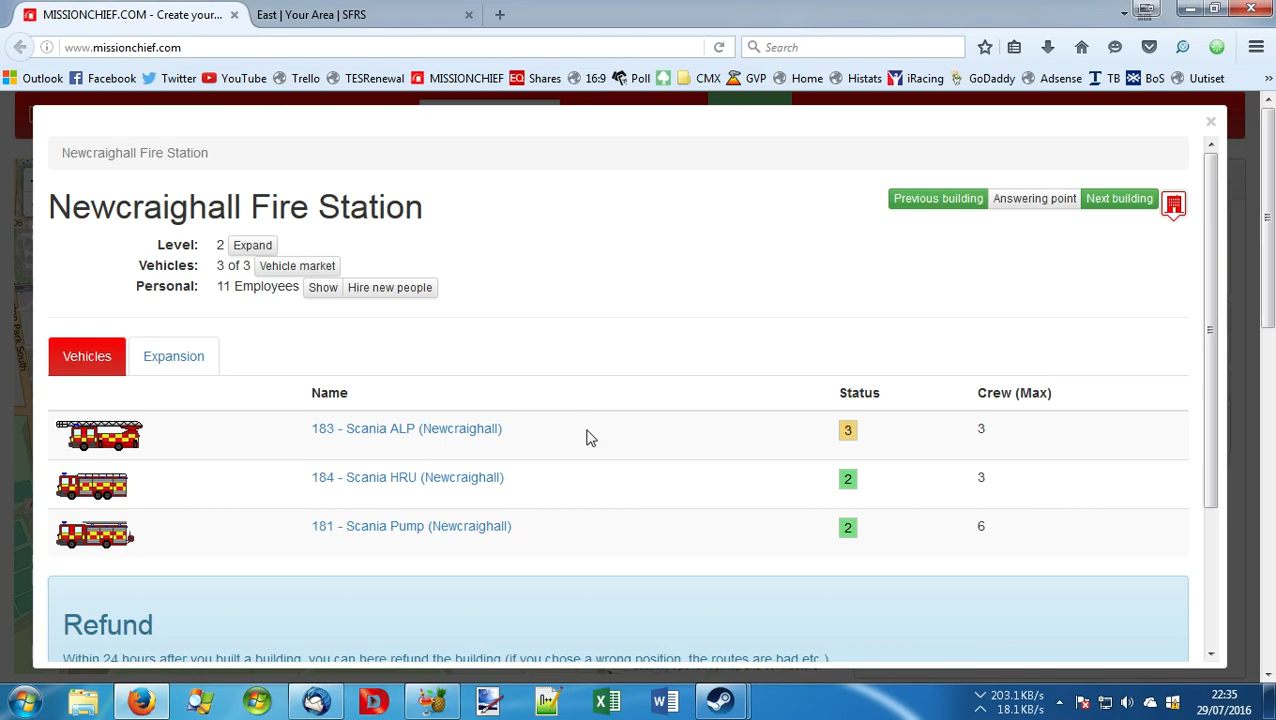 MISSIONCHIEF.COM - Create your...
East | Your Area | SFRS
www.missionchief.com
Search
Outlook Facebook Twitter YouTube Trello TESRenewal MISSIONCHIEF Shares 16:9 Poll CMX GVP Home Histats iRacing GoDaddy Adsense TB BoS Uutiset »
Newcraighall Fire Station
Newcraighall Fire Station
Previous building Answering point Next building
Level: 2 Expand
Vehicles: 3 of 3 Vehicle market
Personal: 11 Employees Show Hire new people
Vehicles Expansion
Name Status Crew (Max)
183 - Scania ALP (Newcraighall) 3 3
184 - Scania HRU (Newcraighall) 2 3
181 - Scania Pump (Newcraighall) 2 6
Refund
Within 24 hours after you built a building, you can here refund the building (if you chose a wrong position, the routes are bad etc.)
203.1KB/s
18.1KB/s
22:35
29/07/2016